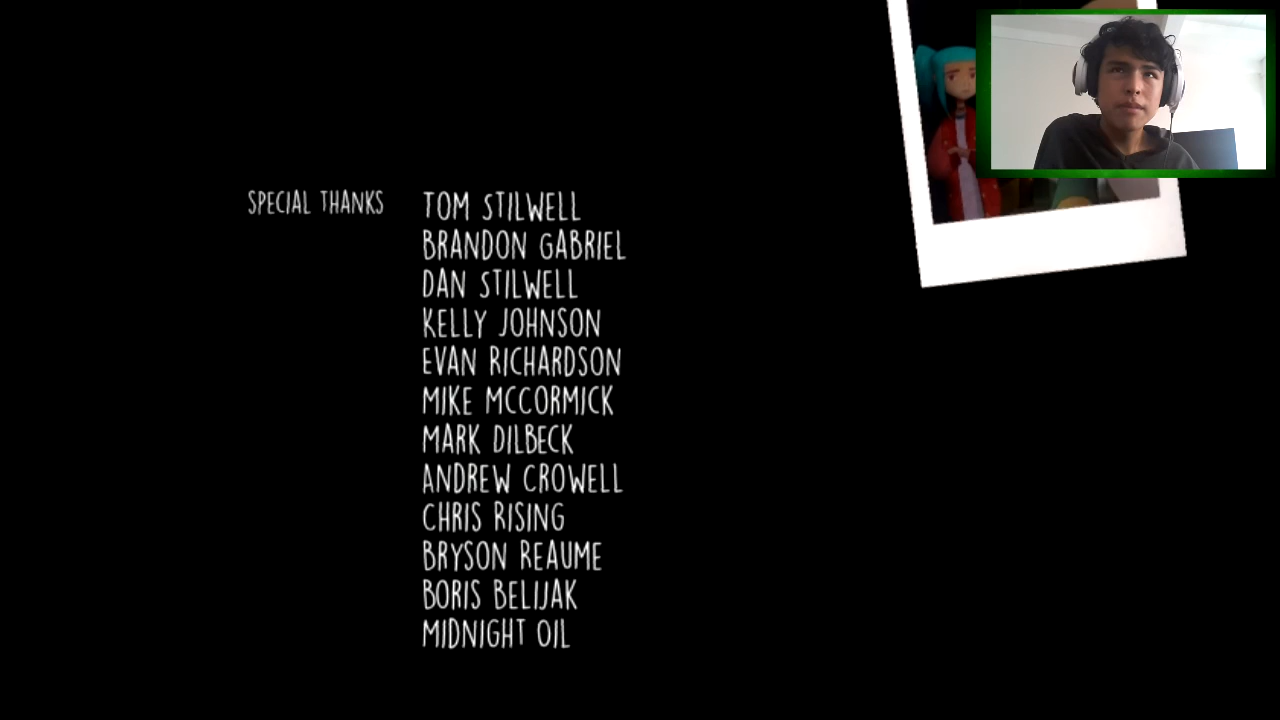 SPECIAL THANKS
TOM STILWELL
BRANDON GABRIEL
DAN STILWELL
KELLY JOHNSON
EVAN RICHARDSON
MIKE MCCORMICK
MARK DILBECK
ANDREW CROWELL
CHRIS RISING
BRYSON REAUME
BORIS BELIJAK
MIDNIGHT OIL